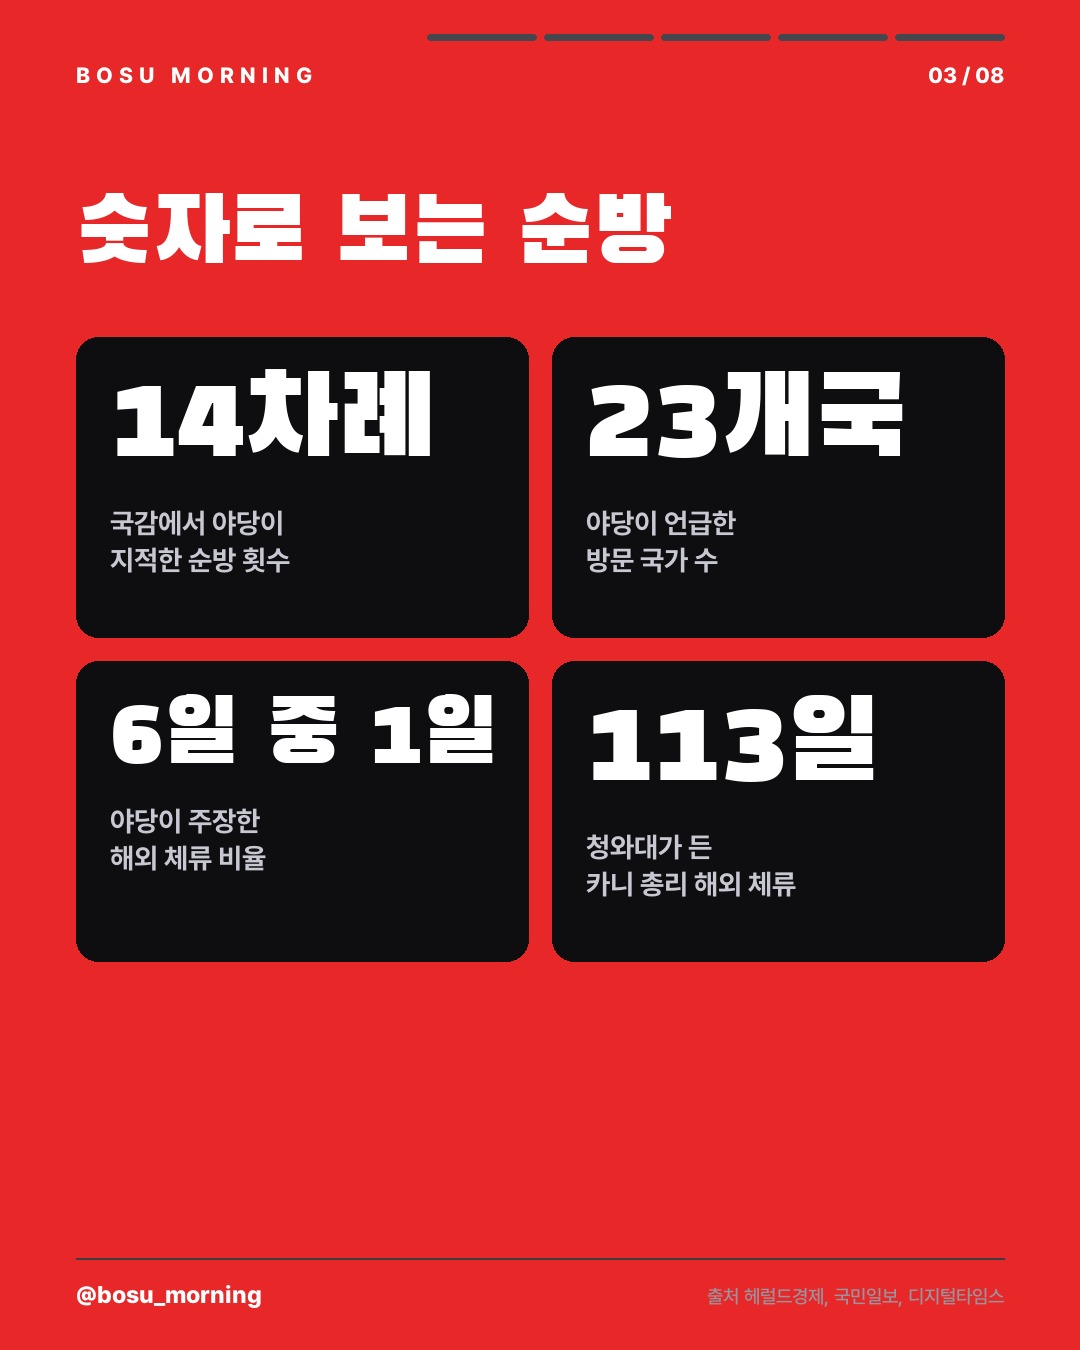 BOSU MORNING
03 / 08
숫자로 보는 순방
14차례
국감에서 야당이
지적한 순방 횟수
23개국
야당이 언급한
방문 국가 수
6일 중 1일
야당이 주장한
해외 체류 비율
113일
청와대가 든
카니 총리 해외 체류
@bosu_morning
출처 헤럴드경제, 국민일보, 디지털타임스